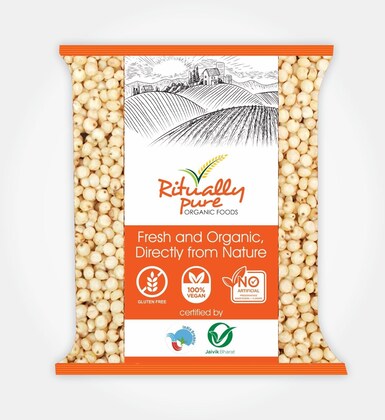 Ritually
pure
ORGANIC FOODS
Fresh and Organic,
Directly from Nature
GLUTEN FREE
100%
VEGAN
NO
ARTIFICIAL
certified by
Jaivik Bharat